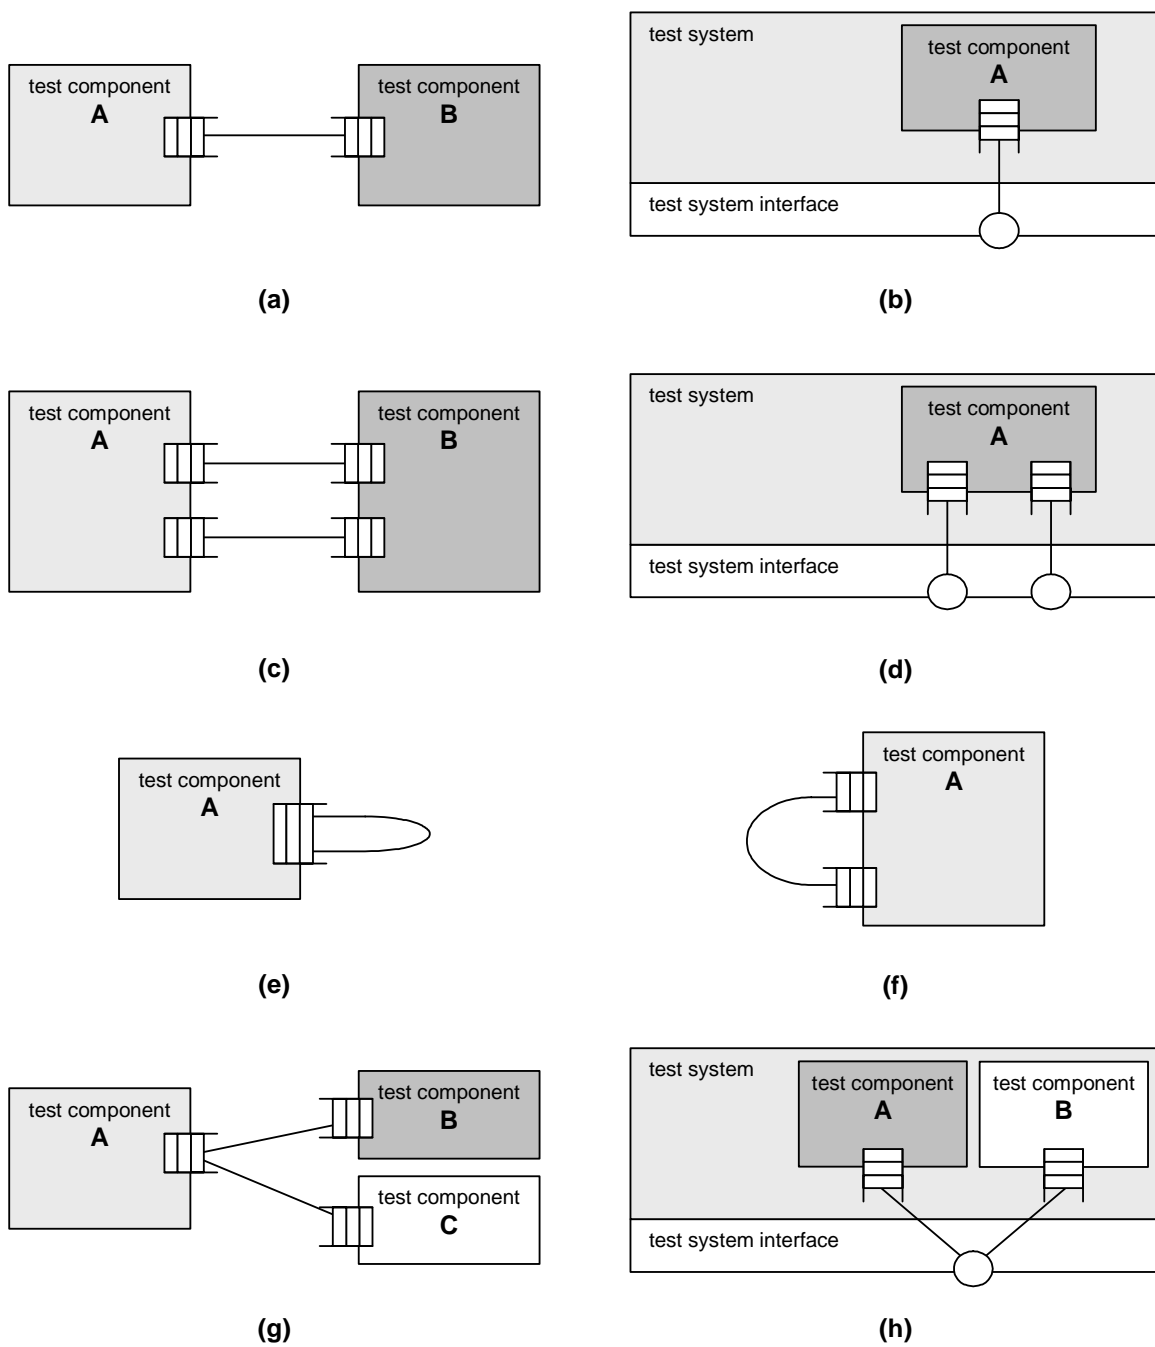 test component
A
test component
B
(a)
test system
test component
A
test system interface
(b)
test component
A
test component
B
(c)
test system
test component
A
test system interface
(d)
test component
A
(e)
test component
A
(f)
test component
A
test component
B
test component
C
(g)
test system
test component
A
test component
B
test system interface
(h)